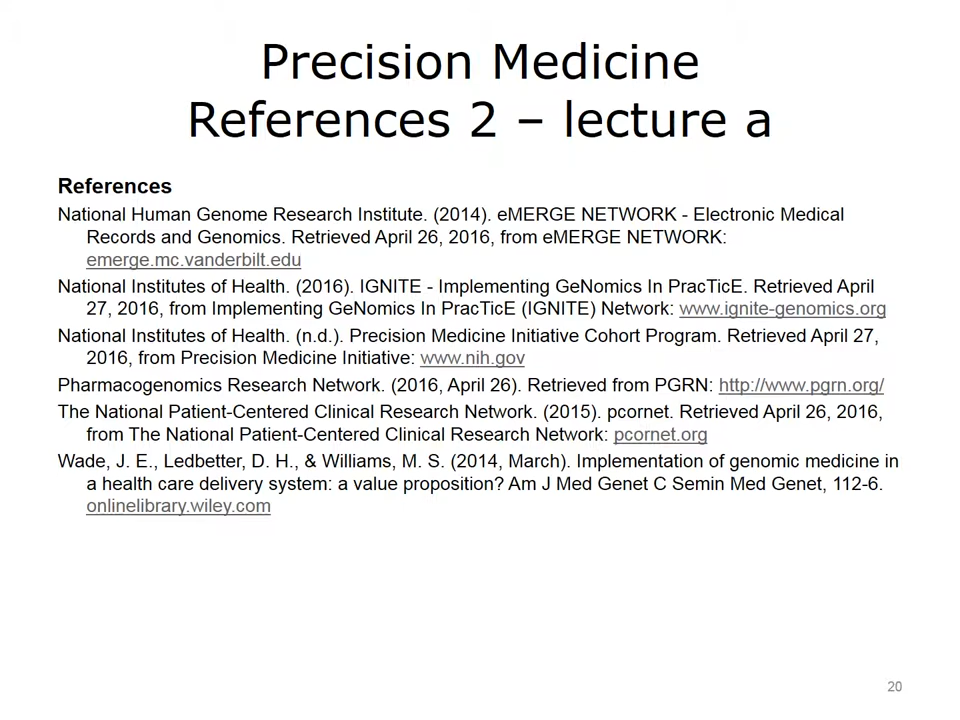 Precision Medicine
References 2 – lecture a
References
National Human Genome Research Institute. (2014). eMERGE NETWORK - Electronic Medical
Records and Genomics. Retrieved April 26, 2016, from eMERGE NETWORK:
emerge.mc.vanderbilt.edu
National Institutes of Health. (2016). IGNITE - Implementing GeNomics In PracTicE. Retrieved April
27, 2016, from Implementing GeNomics In PracTicE (IGNITE) Network: www.ignite-genomics.org
National Institutes of Health. (n.d.). Precision Medicine Initiative Cohort Program. Retrieved April 27,
2016, from Precision Medicine Initiative: www.nih.gov
Pharmacogenomics Research Network. (2016, April 26). Retrieved from PGRN: http://www.pgrn.org/
The National Patient-Centered Clinical Research Network. (2015). pcornet. Retrieved April 26, 2016,
from The National Patient-Centered Clinical Research Network: pcornet.org
Wade, J. E., Ledbetter, D. H., & Williams, M. S. (2014, March). Implementation of genomic medicine in
a health care delivery system: a value proposition? Am J Med Genet C Semin Med Genet, 112-6.
onlinelibrary.wiley.com
20